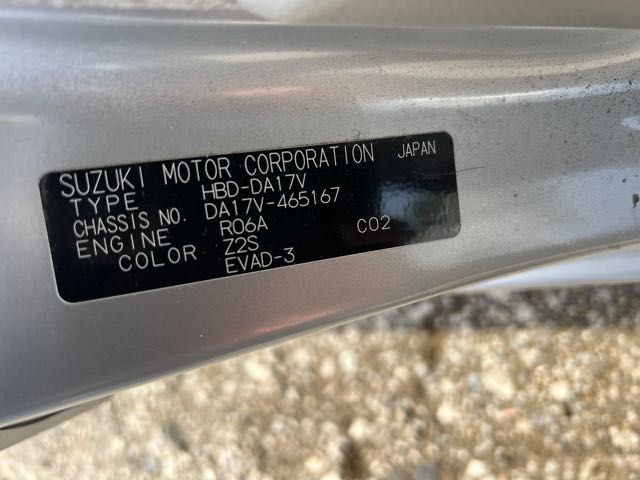 SUZUKI MOTOR CORPORATION JAPAN
TYPE HBD-DA17V
CHASSIS NO. DA17V-465167
ENGINE R06A C02
COLOR Z2S
EVAD-3